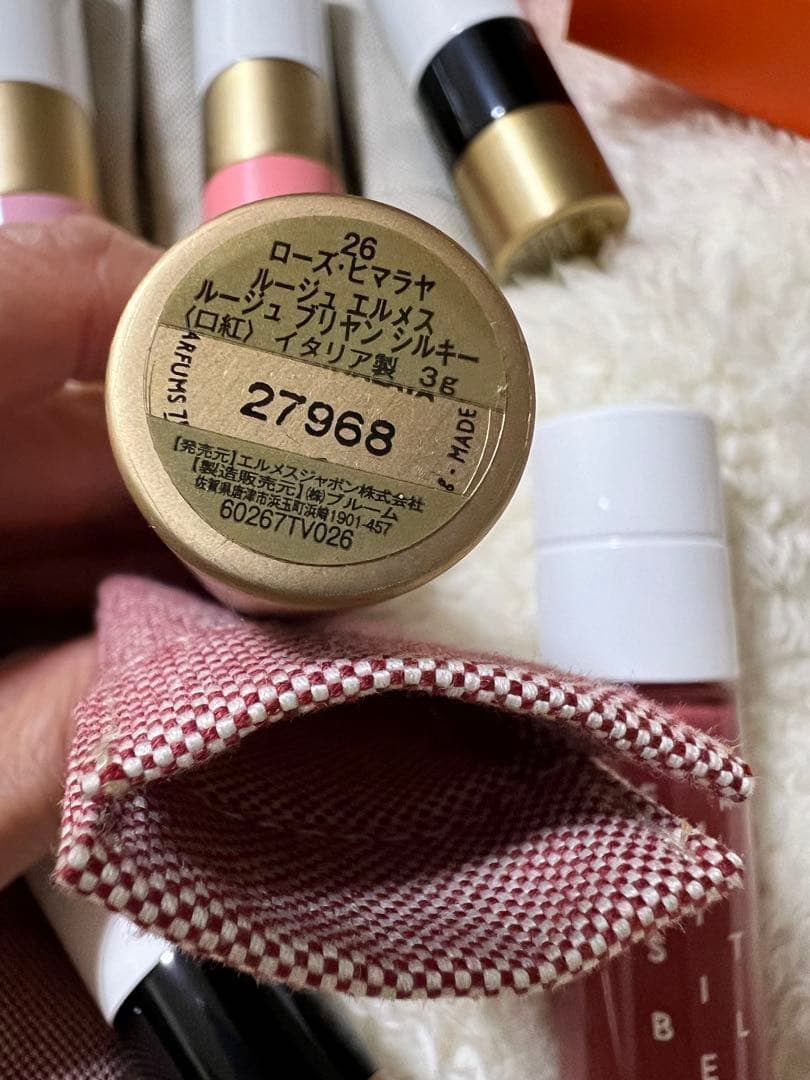 26
ローズ・ヒマラヤ
ルージュ エルメス
ルージュ ブリヤン シルキー
〈口紅〉 イタリア製 3g
27968
MADE
【発売元】エルメスジャポン株式会社
【製造販売元】(株)ブルーム
佐賀県唐津市浜玉町浜崎1901-457
60267TV026